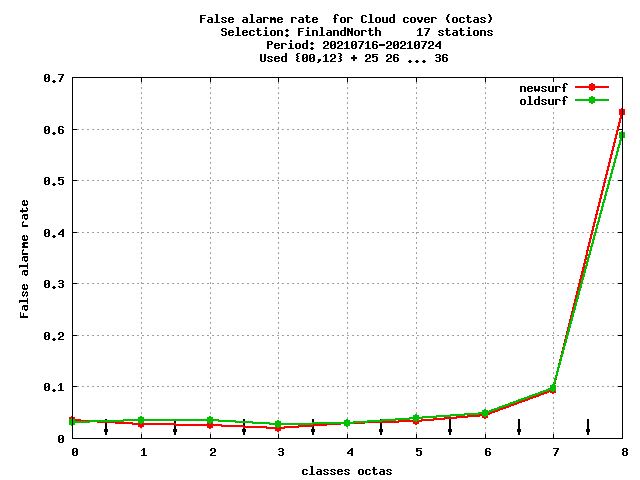 False alarme rate  for Cloud cover (octas)
Selection: FinlandNorth     17 stations
Period: 20210716-20210724
Used {00,12} + 25 26 ... 36
newsurf
oldsurf
0.7
0.6
0.5
0.4
0.3
0.2
0.1
0
False alarme rate
0 1 2 3 4 5 6 7 8
classes octas